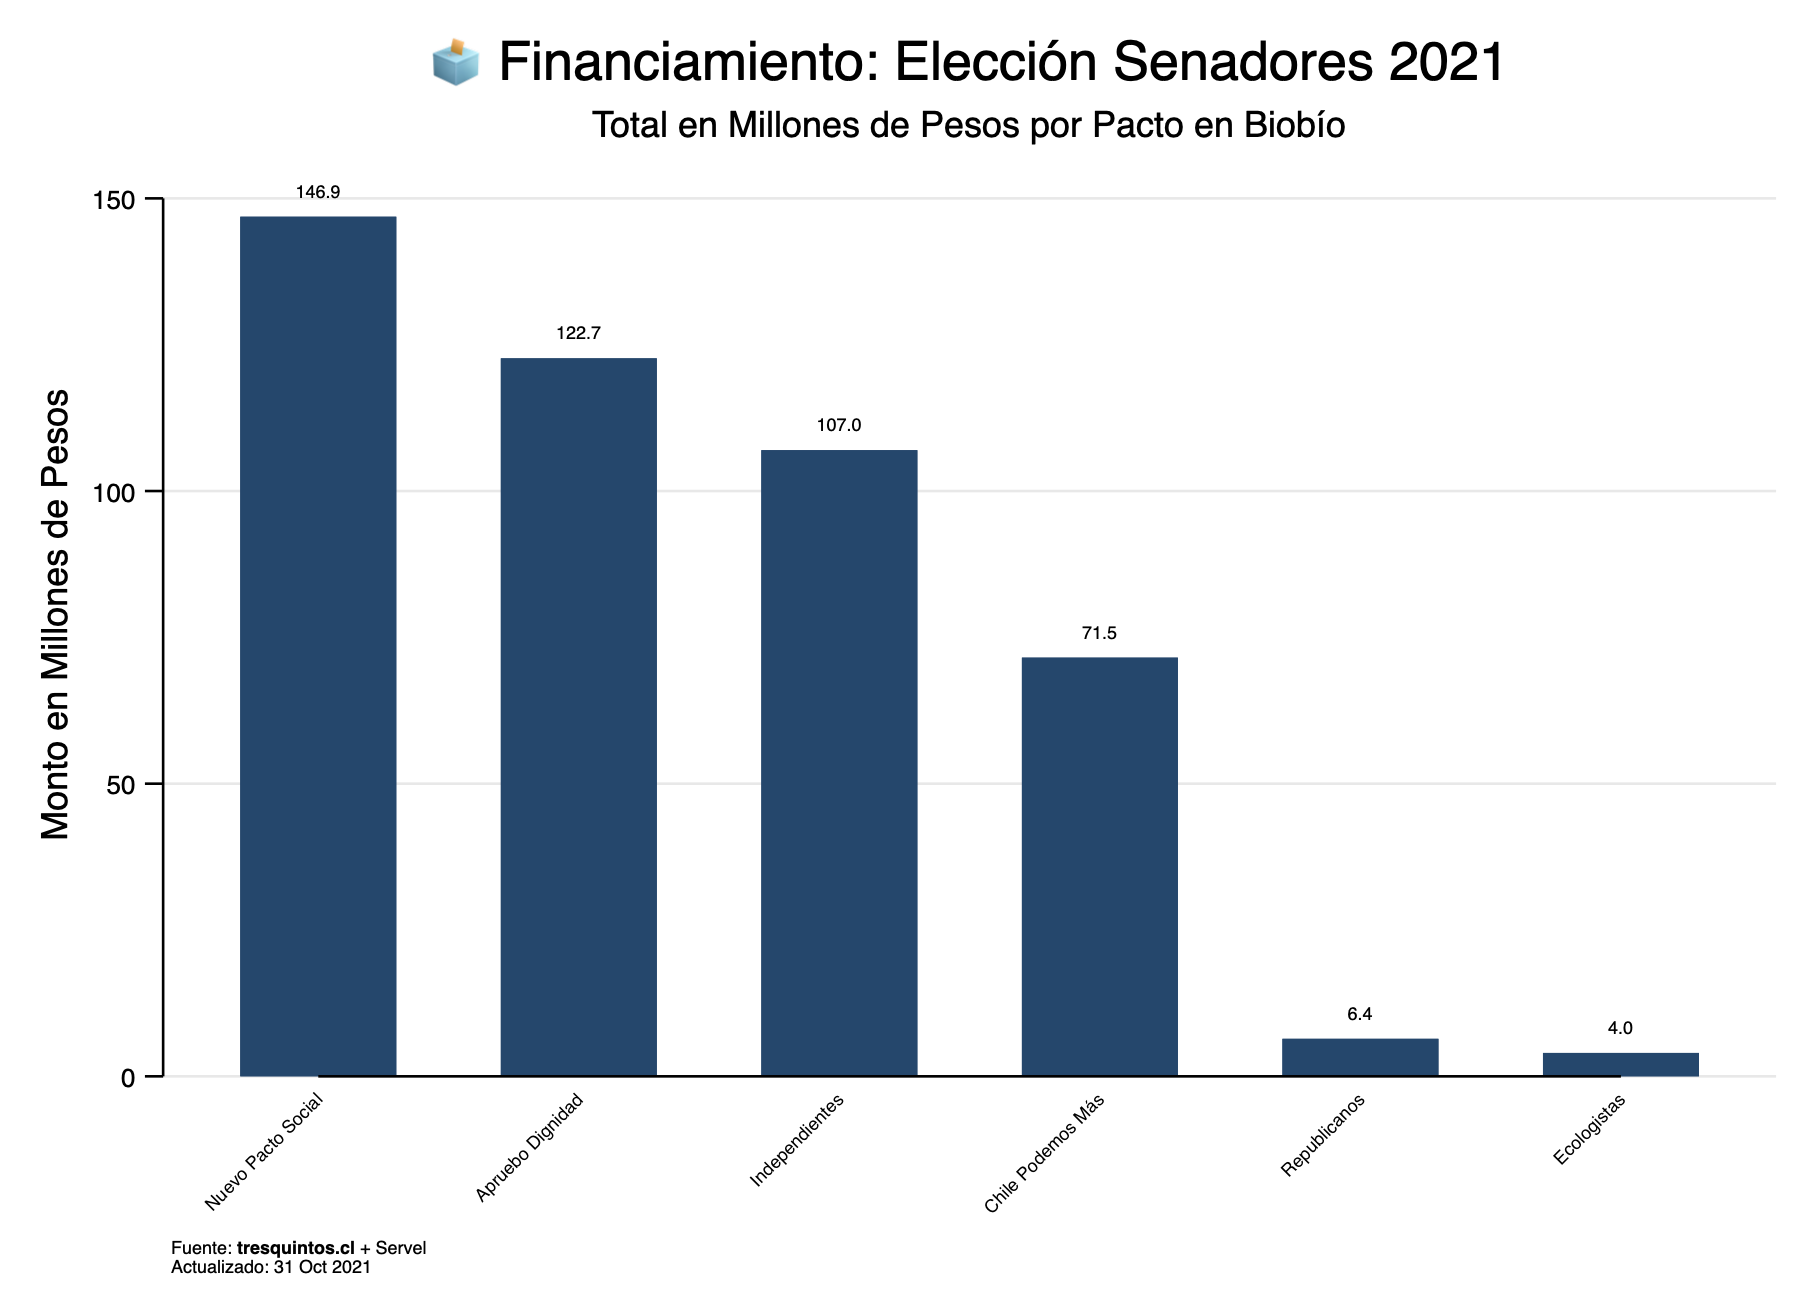 Financiamiento: Elección Senadores 2021
Total en Millones de Pesos por Pacto en Biobío
Monto en Millones de Pesos
150
100
50
0
146.9
122.7
107.0
71.5
6.4
4.0
Nuevo Pacto Social
Apruebo Dignidad
Independientes
Chile Podemos Más
Republicanos
Ecologistas
Fuente: tresquintos.cl + Servel
Actualizado: 31 Oct 2021